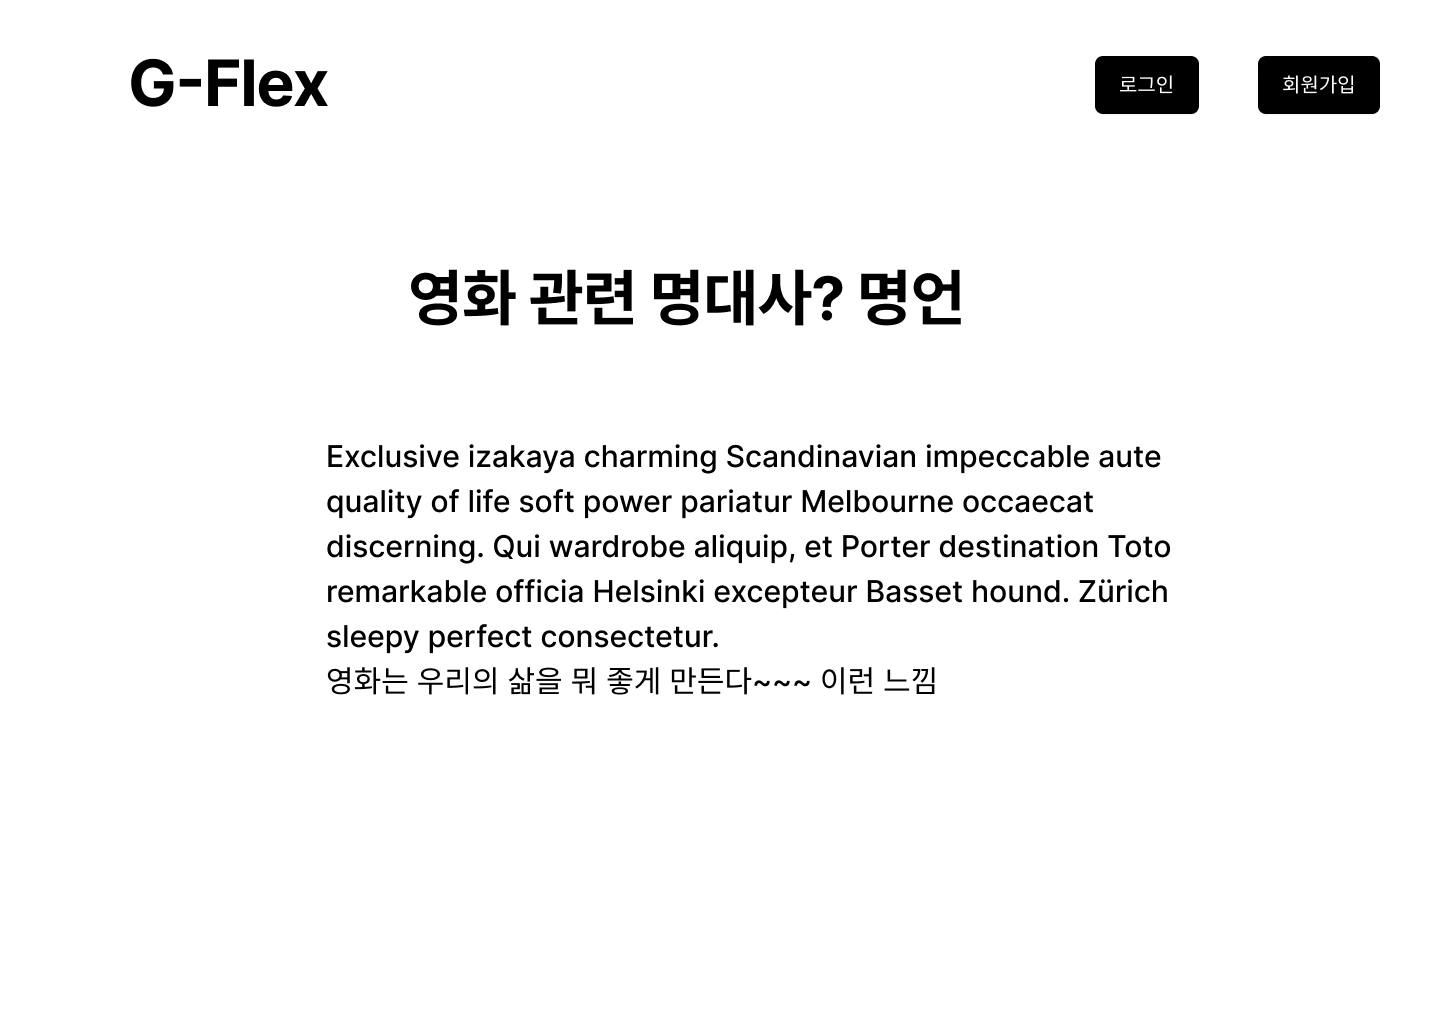 G-Flex
로그인
회원가입
영화 관련 명대사? 명언
Exclusive izakaya charming Scandinavian impeccable aute
quality of life soft power pariatur Melbourne occaecat
discerning. Qui wardrobe aliquip, et Porter destination Toto
remarkable officia Helsinki excepteur Basset hound. Zürich
sleepy perfect consectetur.
영화는 우리의 삶을 뭐 좋게 만든다~~~ 이런 느낌